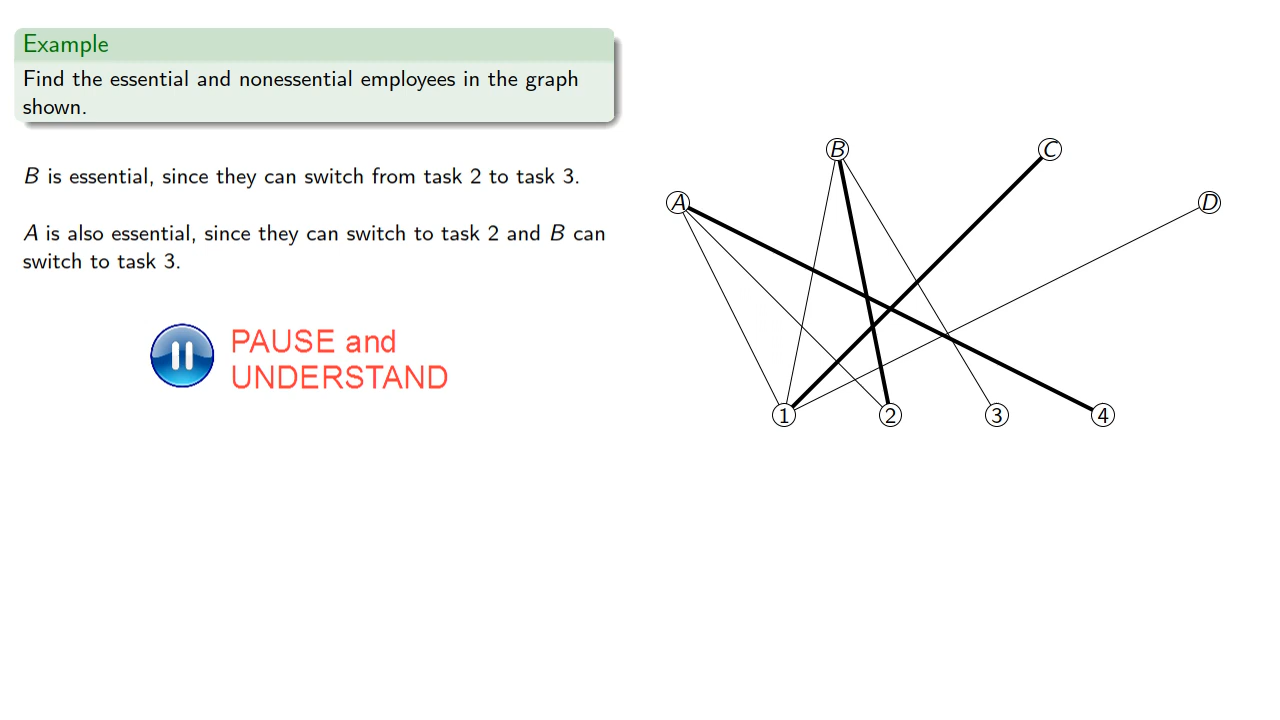 Example
Find the essential and nonessential employees in the graph
shown.
B is essential, since they can switch from task 2 to task 3.
A is also essential, since they can switch to task 2 and B can
switch to task 3.
PAUSE and
UNDERSTAND
B
C
A
D
1
2
3
4